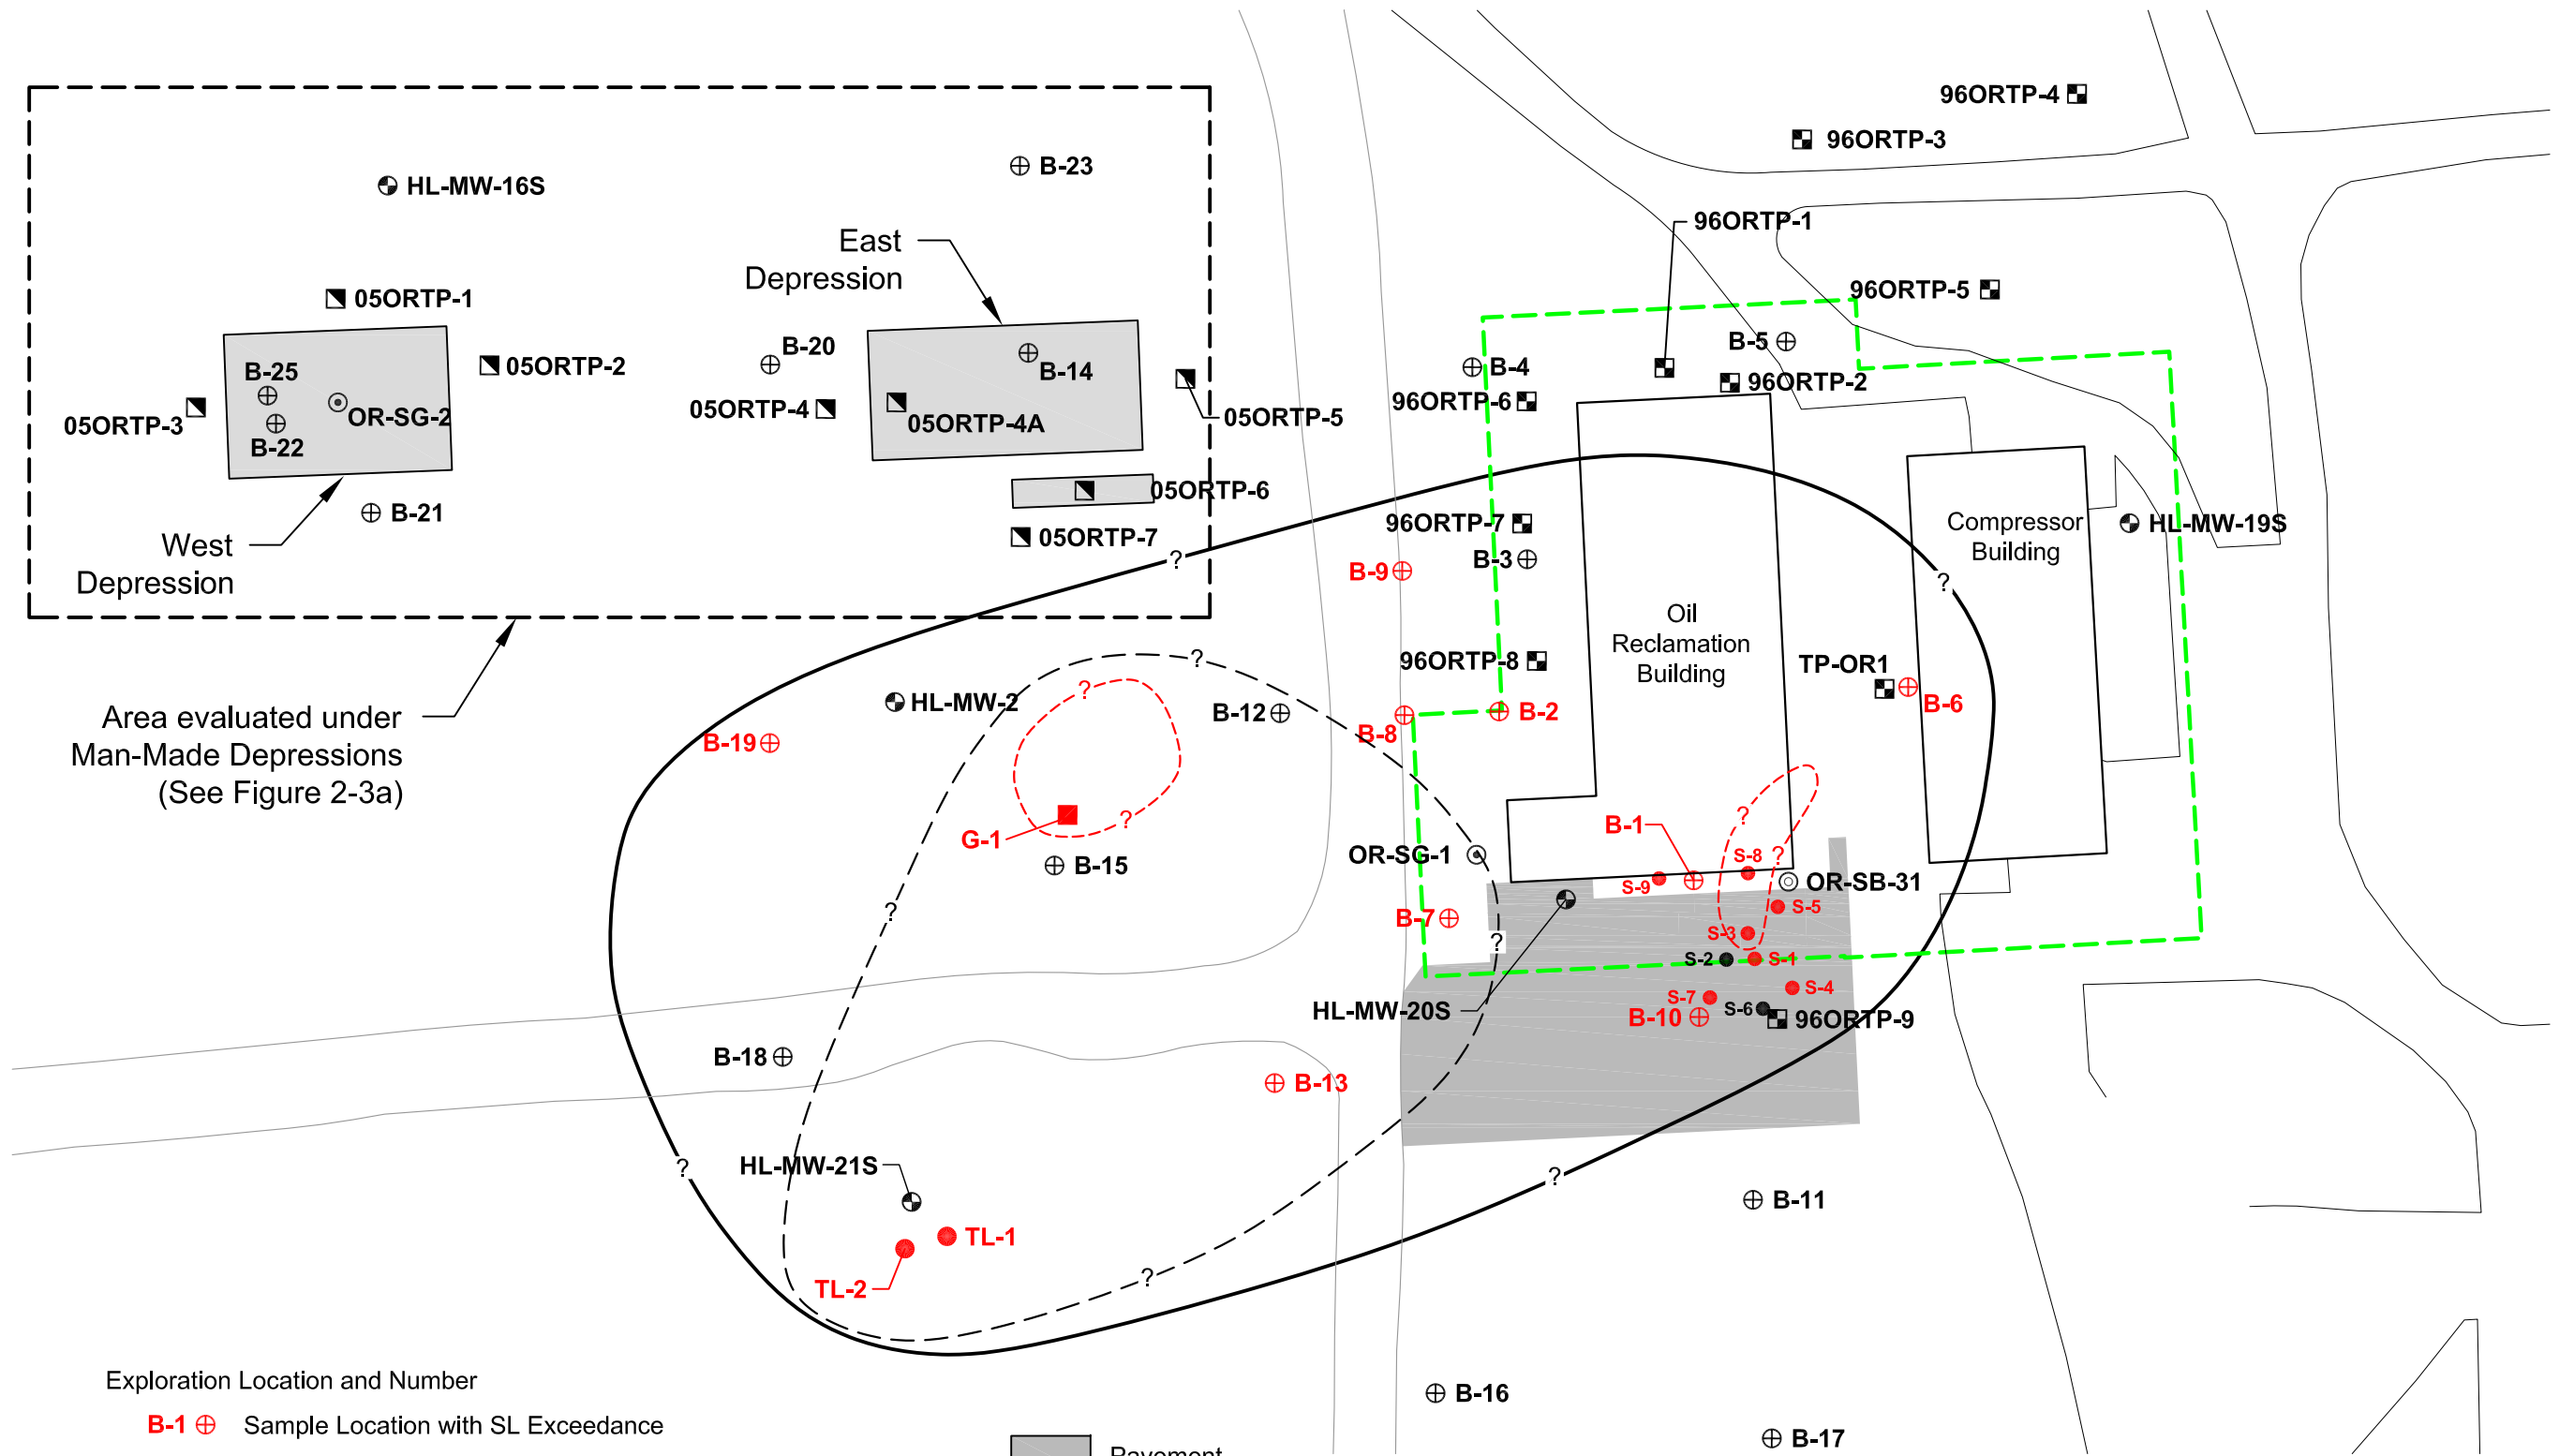 96ORTP-4
96ORTP-3
B-23
HL-MW-16S
96ORTP-1
East
Depression
96ORTP-5
05ORTP-1
B-20
B-5
B-4
B-25
05ORTP-2
B-14
96ORTP-2
96ORTP-6
05ORTP-4
05ORTP-3
OR-SG-2
05ORTP-4A
05ORTP-5
B-22
05ORTP-6
B-21
96ORTP-7
Compressor
Building
HL-MW-19S
West
Depression
05ORTP-7
?
B-9
B-3
?
Oil
Reclamation
Building
96ORTP-8
TP-OR1
?
?
HL-MW-2
B-12
B-8
B-2
B-6
Area evaluated under
Man-Made Depressions
(See Figure 2-3a)
B-19
?
?
B-1
G-1
OR-SG-1
S-8
?
B-15
S-9
OR-SB-31
?
B-7
S-5
?
S-3
S-2
S-1
S-7
S-4
HL-MW-20S
B-10
S-6
96ORTP-9
B-18
B-13
HL-MW-21S
?
?
B-11
TL-1
TL-2
?
Exploration Location and Number
B-1 Sample Location with SL Exceedance
B-16
B-17
Pavement